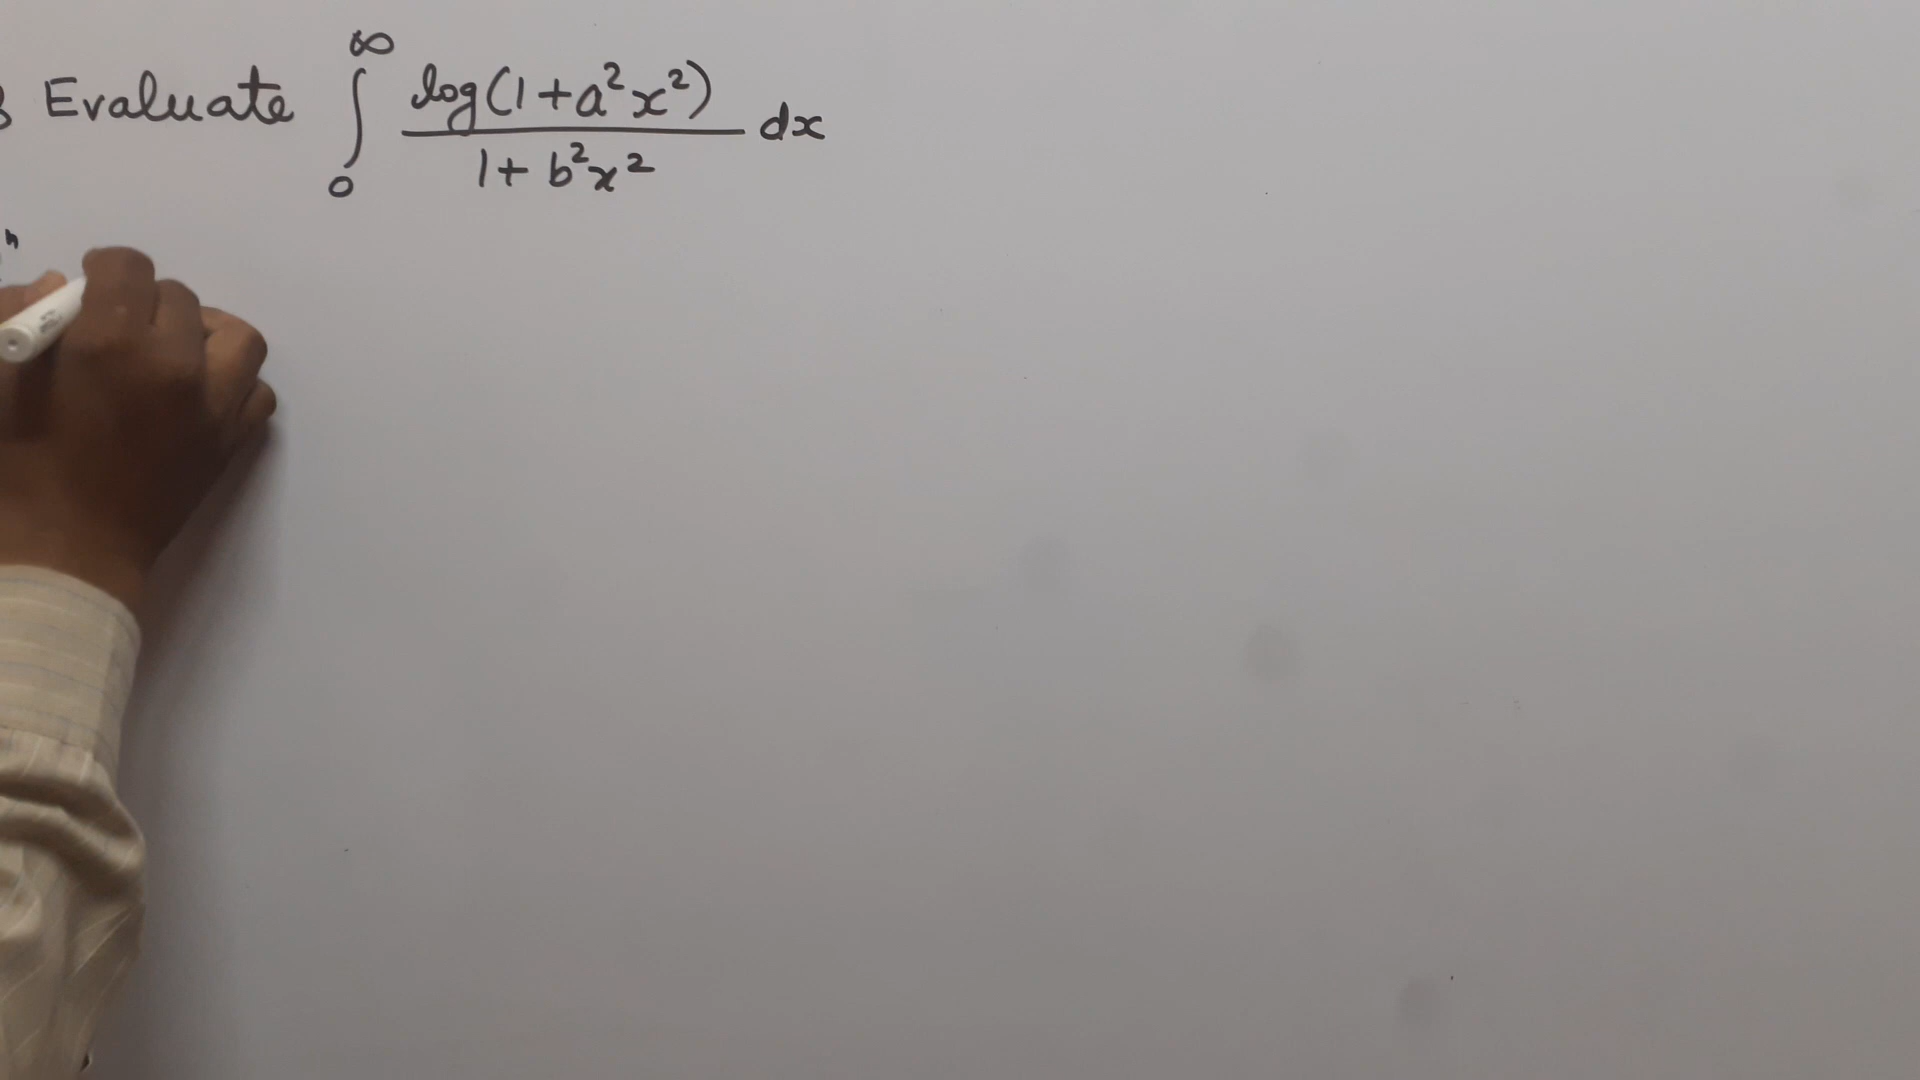 Evaluate ∫₀^∞ log(1+a²x²) / 1+b²x² dx
n